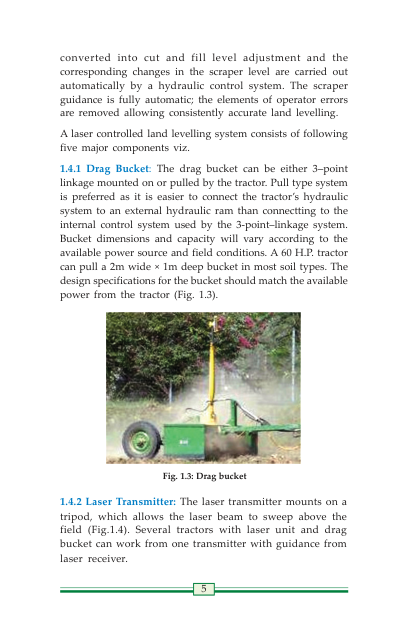 converted into cut and fill level adjustment and the
corresponding changes in the scraper level are carried out
automatically by a hydraulic control system. The scraper
guidance is fully automatic; the elements of operator errors
are removed allowing consistently accurate land levelling.
A laser controlled land levelling system consists of following
five major components viz.
1.4.1 Drag Bucket: The drag bucket can be either 3–point
linkage mounted on or pulled by the tractor. Pull type system
is preferred as it is easier to connect the tractor's hydraulic
system to an external hydraulic ram than connectting to the
internal control system used by the 3-point–linkage system.
Bucket dimensions and capacity will vary according to the
available power source and field conditions. A 60 H.P. tractor
can pull a 2m wide × 1m deep bucket in most soil types. The
design specifications for the bucket should match the available
power from the tractor (Fig. 1.3).
Fig. 1.3: Drag bucket
1.4.2 Laser Transmitter: The laser transmitter mounts on a
tripod, which allows the laser beam to sweep above the
field (Fig.1.4). Several tractors with laser unit and drag
bucket can work from one transmitter with guidance from
laser receiver.
5